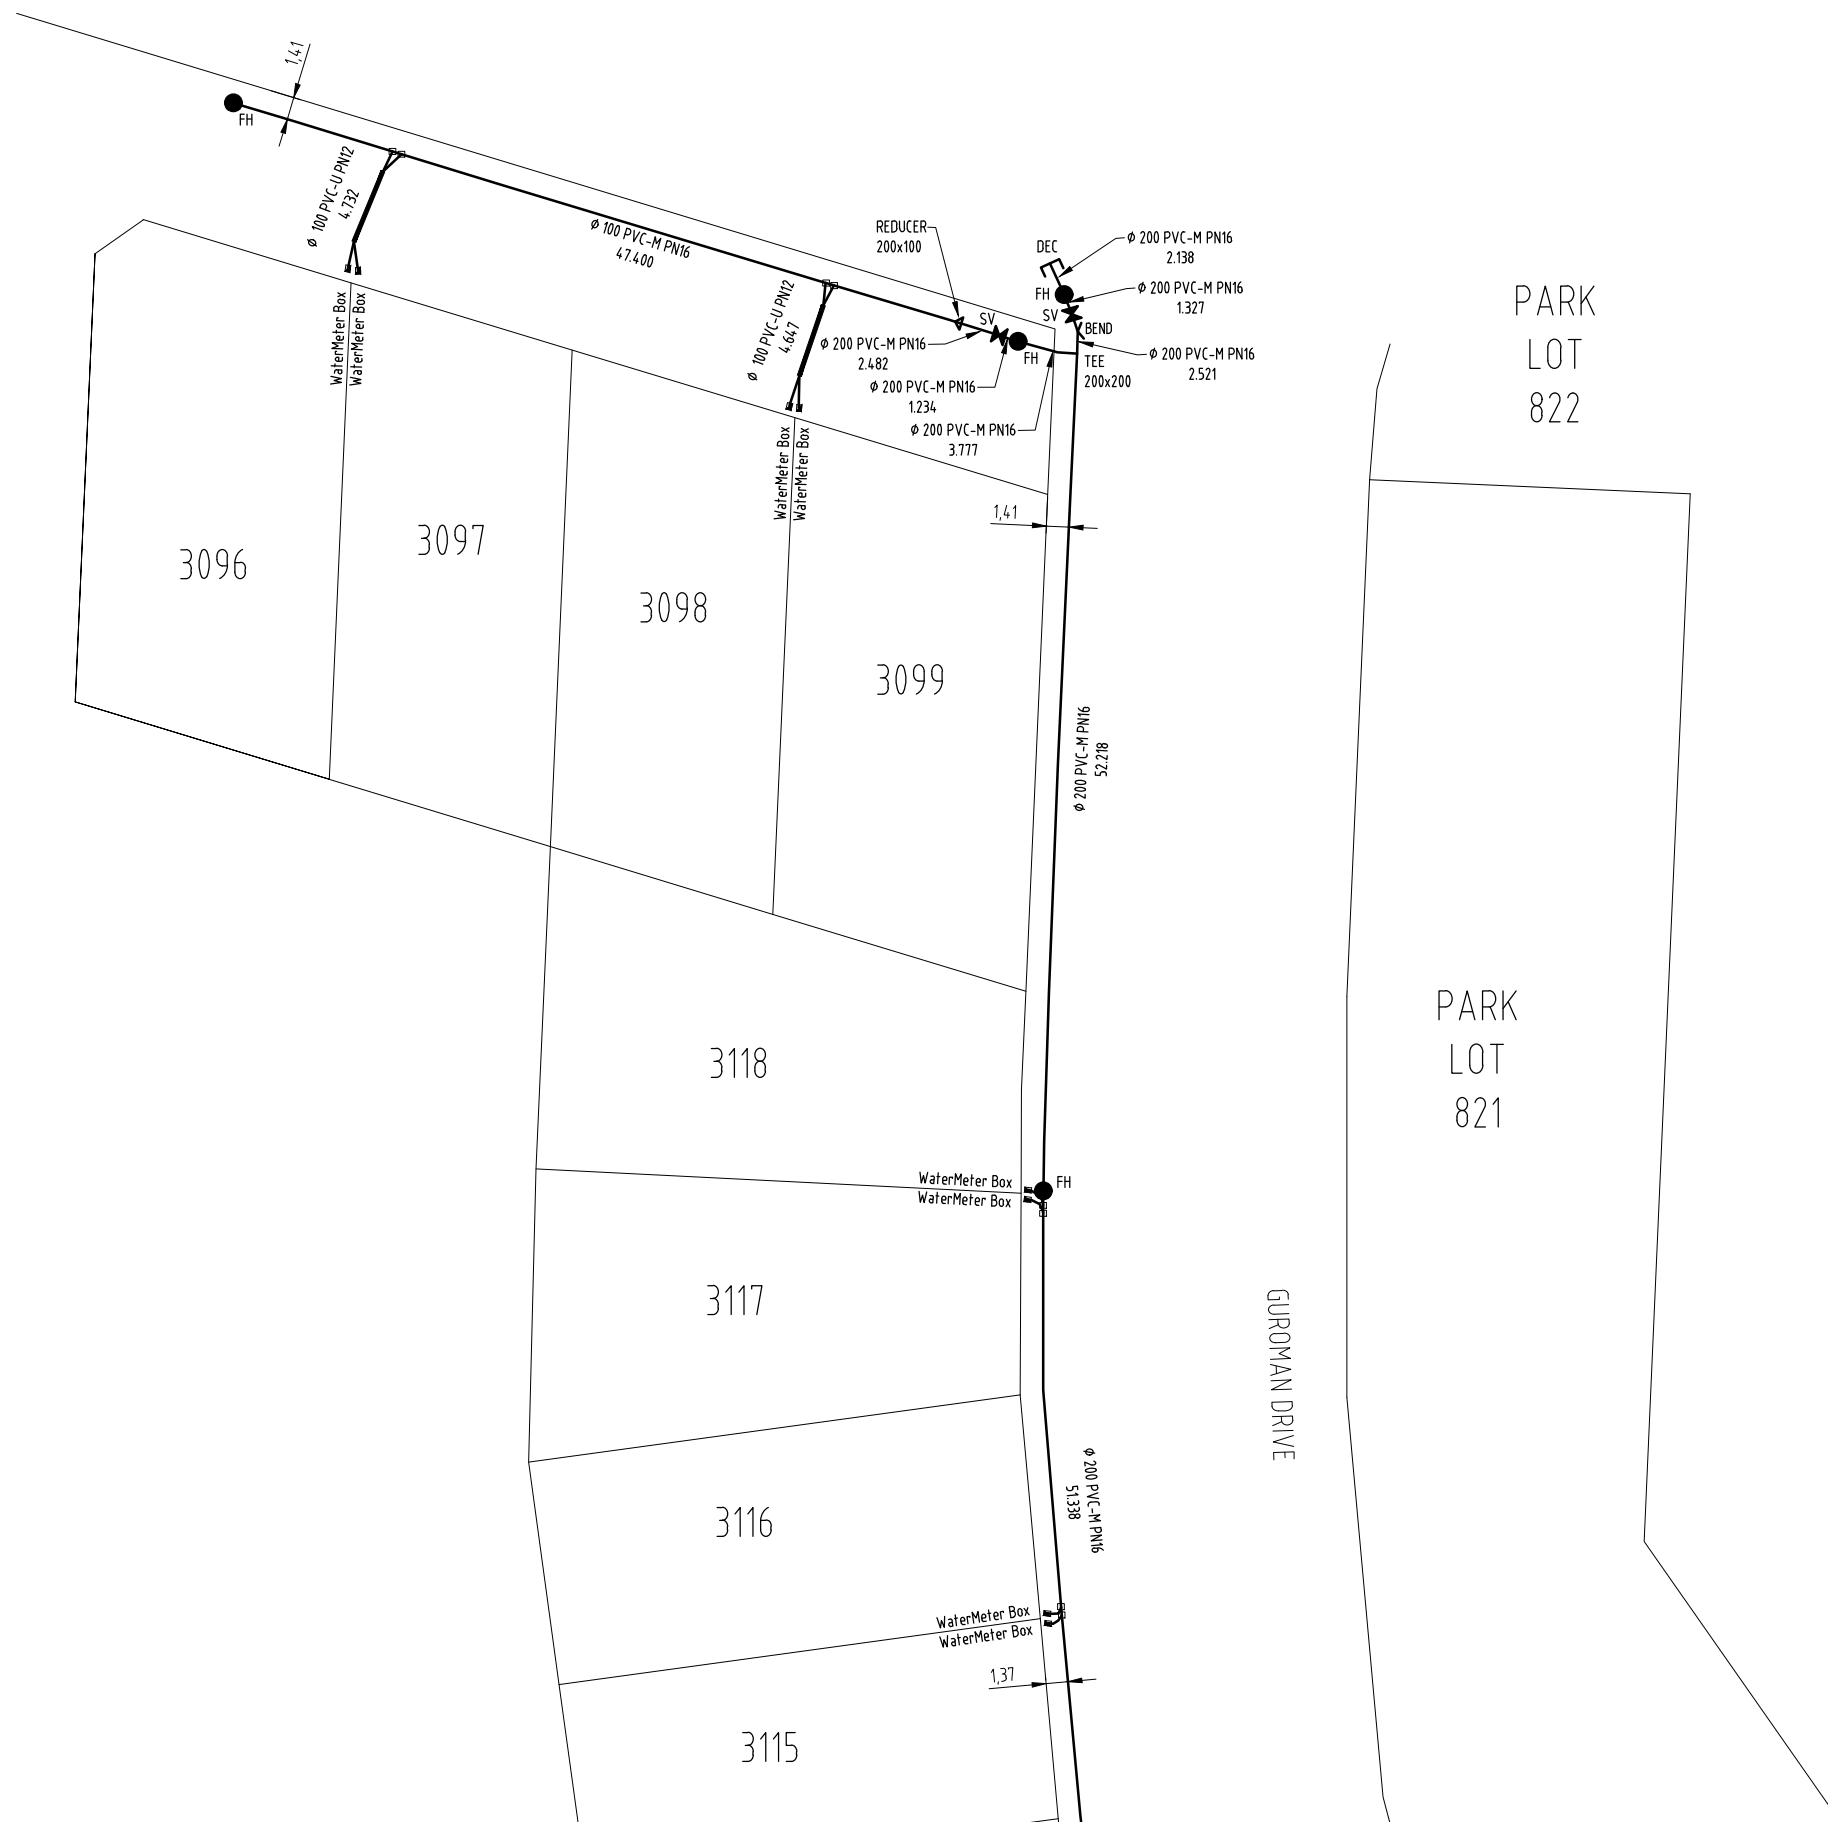 1,41
FH
Ø 100 PVC-U PN12
4.732
Ø 100 PVC-M PN16
47.400
REDUCER
200x100
DEC
Ø 200 PVC-M PN16
2.138
FH
Ø 200 PVC-M PN16
1.327
SV
BEND
Ø 200 PVC-M PN16
2.521
TEE
200x200
SV
FH
Ø 200 PVC-M PN16
2.482
Ø 200 PVC-M PN16
1.234
Ø 200 PVC-M PN16
3.777
Ø 100 PVC-U PN12
4.647
WaterMeter Box
WaterMeter Box
WaterMeter Box
WaterMeter Box
PARK
LOT
822
1,41
3096
3097
3098
3099
Ø 200 PVC-M PN16
52.218
PARK
LOT
821
3118
WaterMeter Box
WaterMeter Box
FH
3117
GUROMAN DRIVE
Ø 200 PVC-M PN16
51.338
3116
WaterMeter Box
WaterMeter Box
1,37
3115